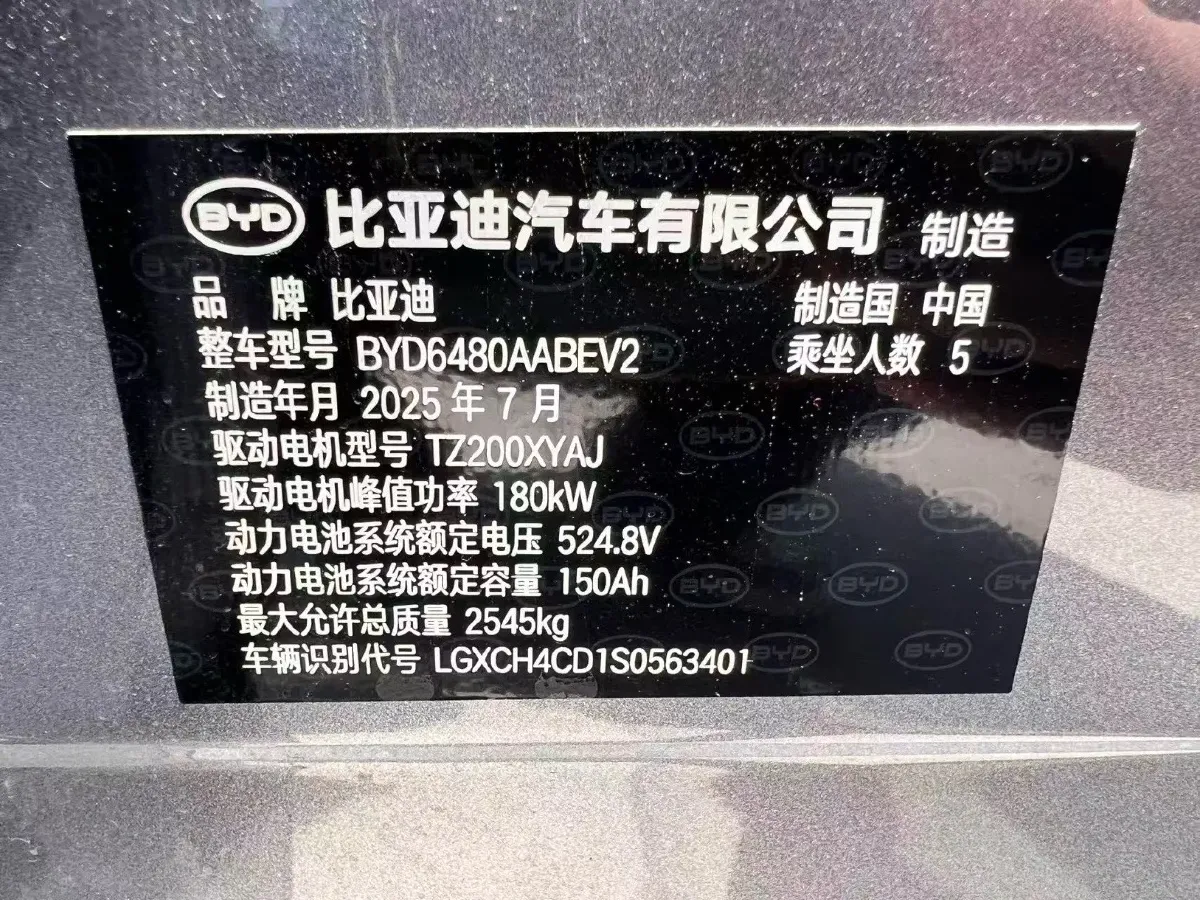 BYD 比亚迪汽车有限公司 制造
品 牌 比亚迪 制造国 中国
整车型号 BYD6480AABEV2 乘坐人数 5
制造年月 2025 年 7 月
驱动电机型号 TZ200XYAJ
驱动电机峰值功率 180kW
动力电池系统额定电压 524.8V
动力电池系统额定容量 150Ah
最大允许总质量 2545kg
车辆识别代号 LGXCH4CD1S0563401